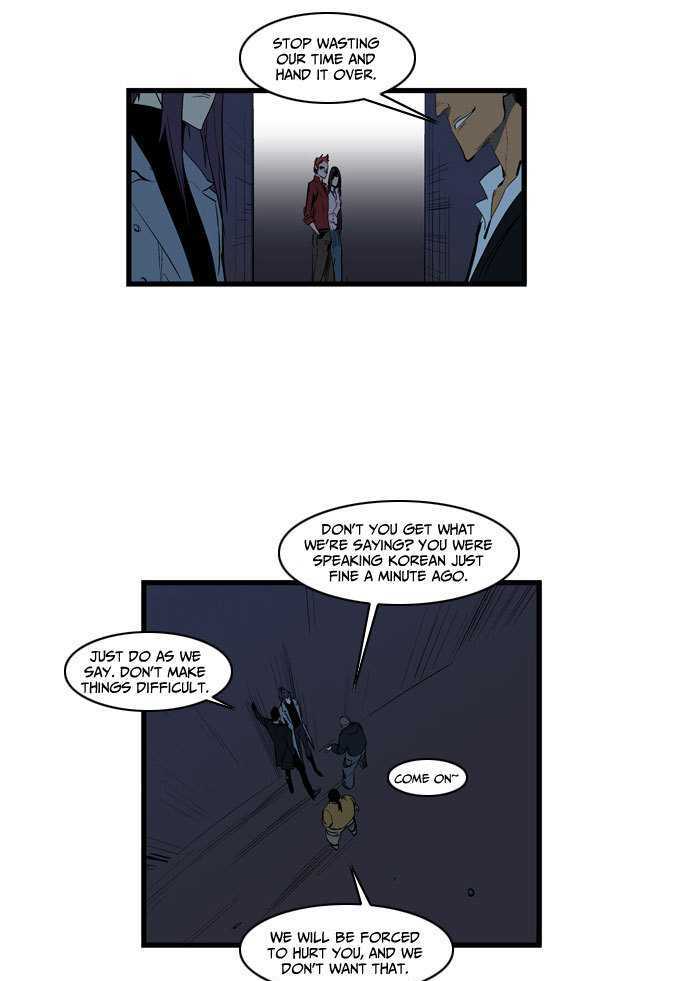 STOP WASTING
OUR TIME AND
HAND IT OVER.
DON'T YOU GET WHAT
WE'RE SAYING? YOU WERE
SPEAKING KOREAN JUST
FINE A MINUTE AGO.
JUST DO AS WE
SAY. DON'T MAKE
THINGS DIFFICULT.
COME ON~
WE WILL BE FORCED
TO HURT YOU, AND WE
DON'T WANT THAT.